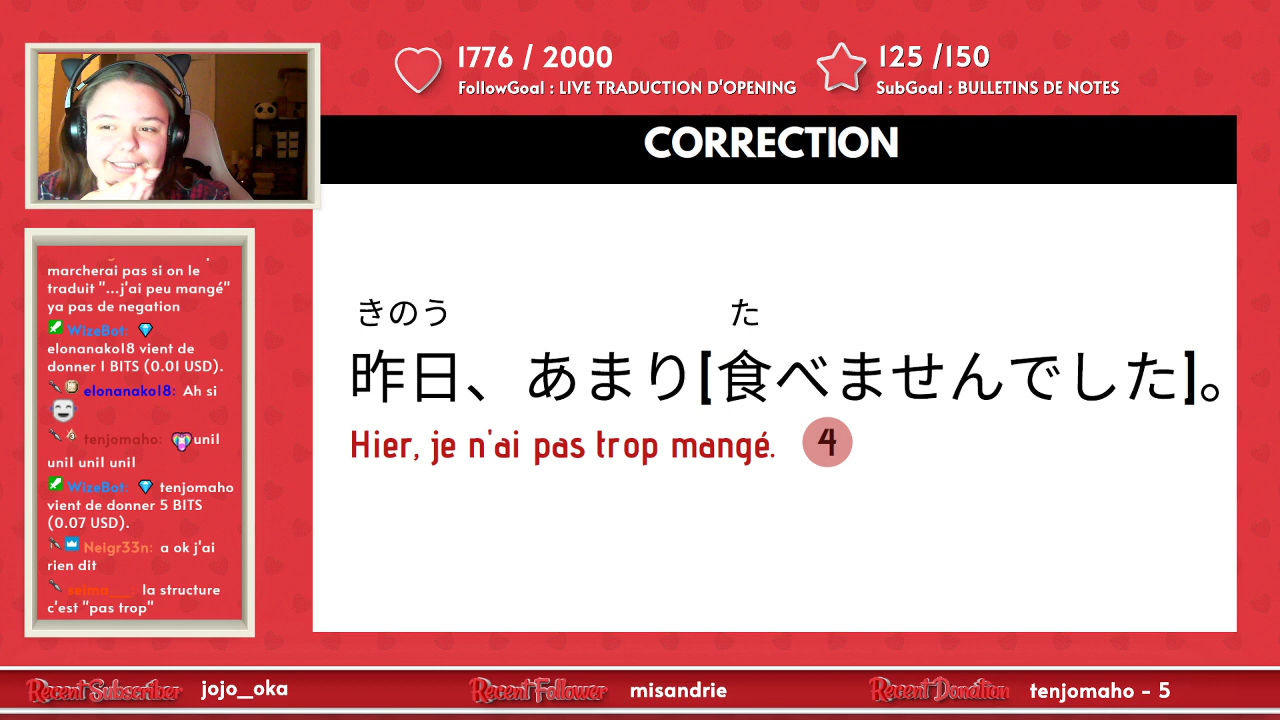 1776 / 2000
FollowGoal : LIVE TRADUCTION D'OPENING
125 /150
SubGoal : BULLETINS DE NOTES
CORRECTION
きのう
た
昨日、あまり[食べませんでした]。
Hier, je n'ai pas trop mangé.
4
marcherai pas si on le
traduit "...j'ai peu mangé"
ya pas de negation
WizeBot:
elonanako18 vient de
donner 1 BITS (0.01 USD).
elonanako18: Ah si
tenjomaho: unil
unil unil unil
WizeBot: tenjomaho
vient de donner 5 BITS
(0.07 USD).
Neigr33n: a ok j'ai
rien dit
seima___: la structure
c'est "pas trop"
Recent Subscriber
jojo_oka
Recent Follower
misandrie
Recent Donation
tenjomaho - 5